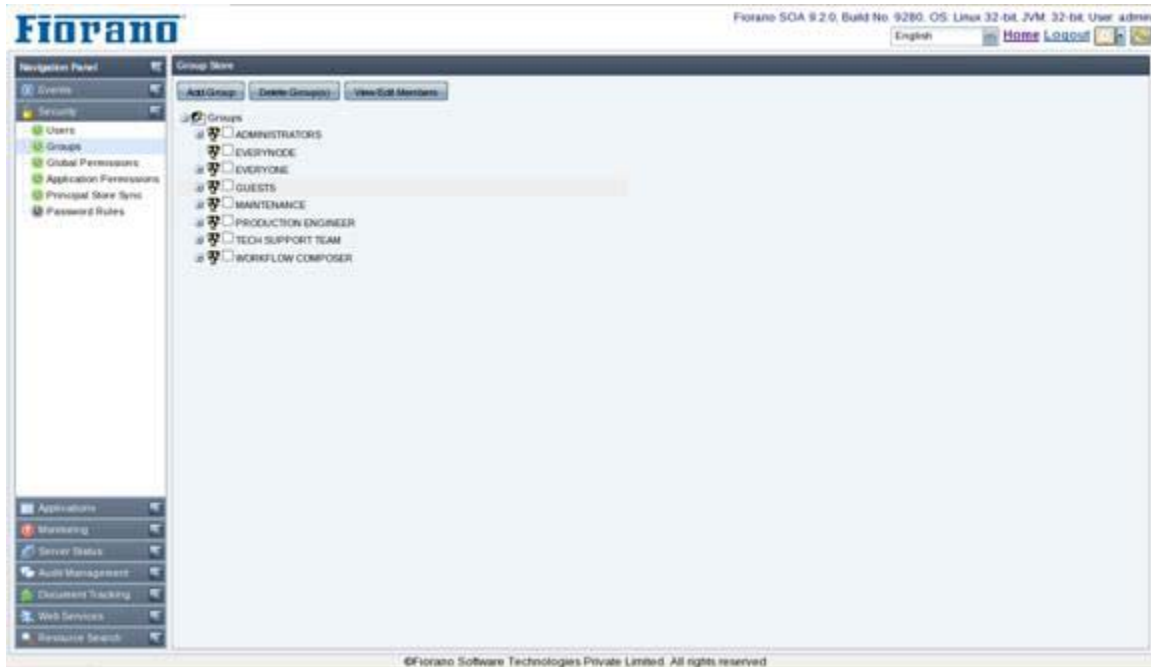 Fiorano
Fiorano SOA 9.2.0, Build No. 9280, OS: Linux 32-bit, JVM: 32-bit, User: admin
English
Home Logout
Navigation Panel
Group Store
Events
Add Group Delete Group(s) View/Edit Members
Security
Users
Groups
Global Permissions
Application Permissions
Principal Store Sync
Password Rules
Groups
ADMINISTRATORS
EVERYNODE
EVERYONE
GUESTS
MAINTENANCE
PRODUCTION ENGINEER
TECH SUPPORT TEAM
WORKFLOW COMPOSER
Applications
Monitoring
Server Status
Audit Management
Document Tracking
Web Services
Resource Search
©Fiorano Software Technologies Private Limited. All rights reserved